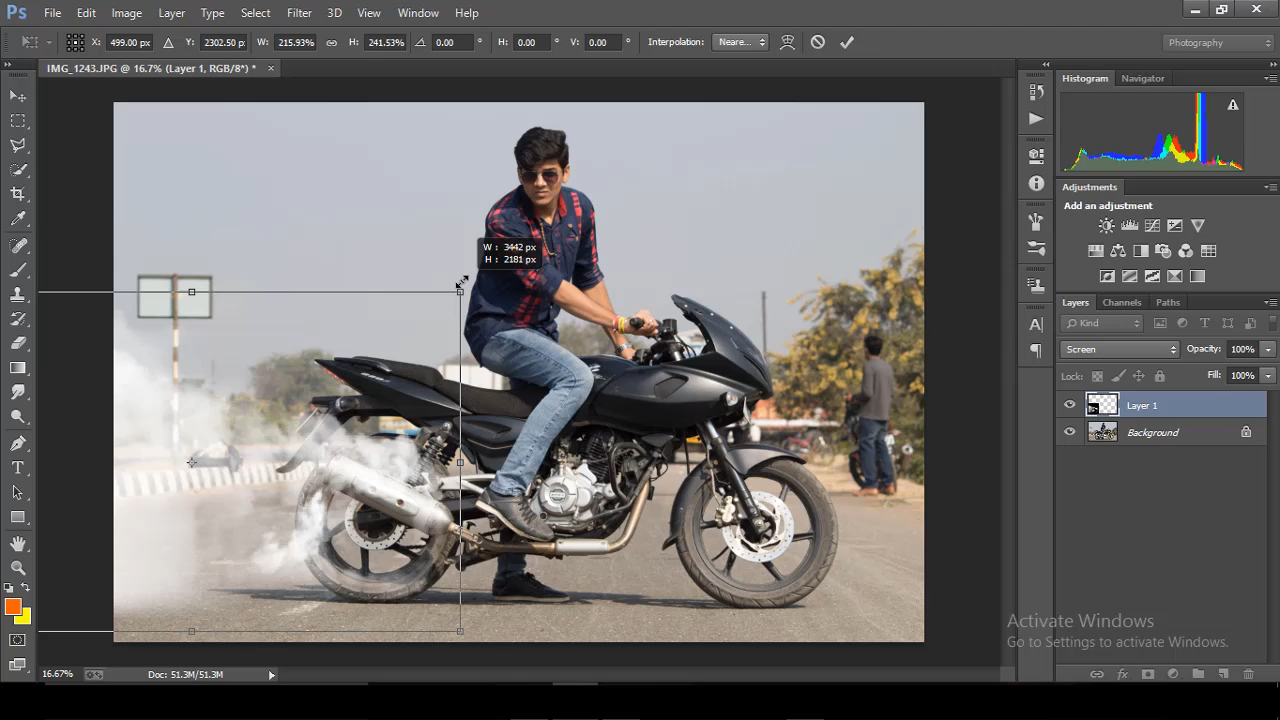 Ps File Edit Image Layer Type Select Filter 3D View Window Help
X: 499.00 px Y: 2302.50 p: W: 215.93% H: 241.53% 0.00 ° H: 0.00 ° V: 0.00 ° Interpolation: Neare... Photography
IMG_1243.JPG @ 16.7% (Layer 1, RGB/8*) * ×
Histogram Navigator
Adjustments
Add an adjustment
W : 3442 px
H : 2181 px
Layers Channels Paths
Kind
Screen Opacity: 100%
Lock: Fill: 100%
Layer 1
Background
Activate Windows
Go to Settings to activate Windows.
16.67% Doc: 51.3M/51.3M